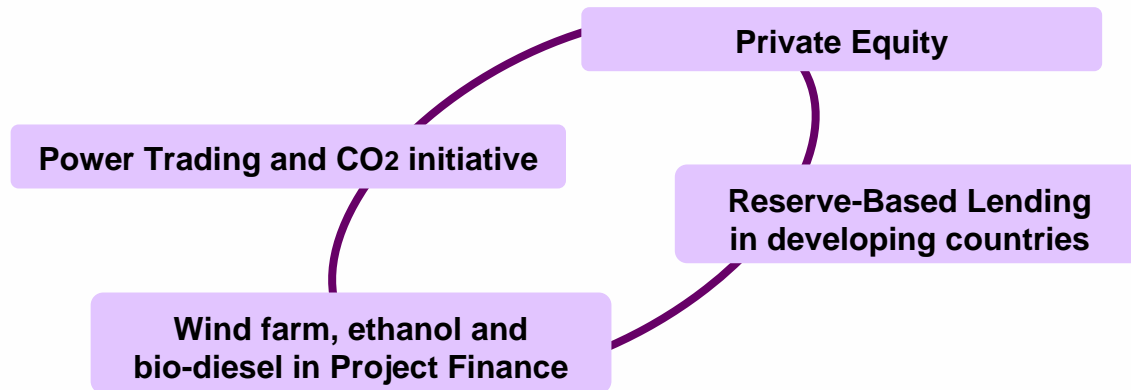 Private Equity
Power Trading and CO2 initiative
Reserve-Based Lending
in developing countries
Wind farm, ethanol and
bio-diesel in Project Finance